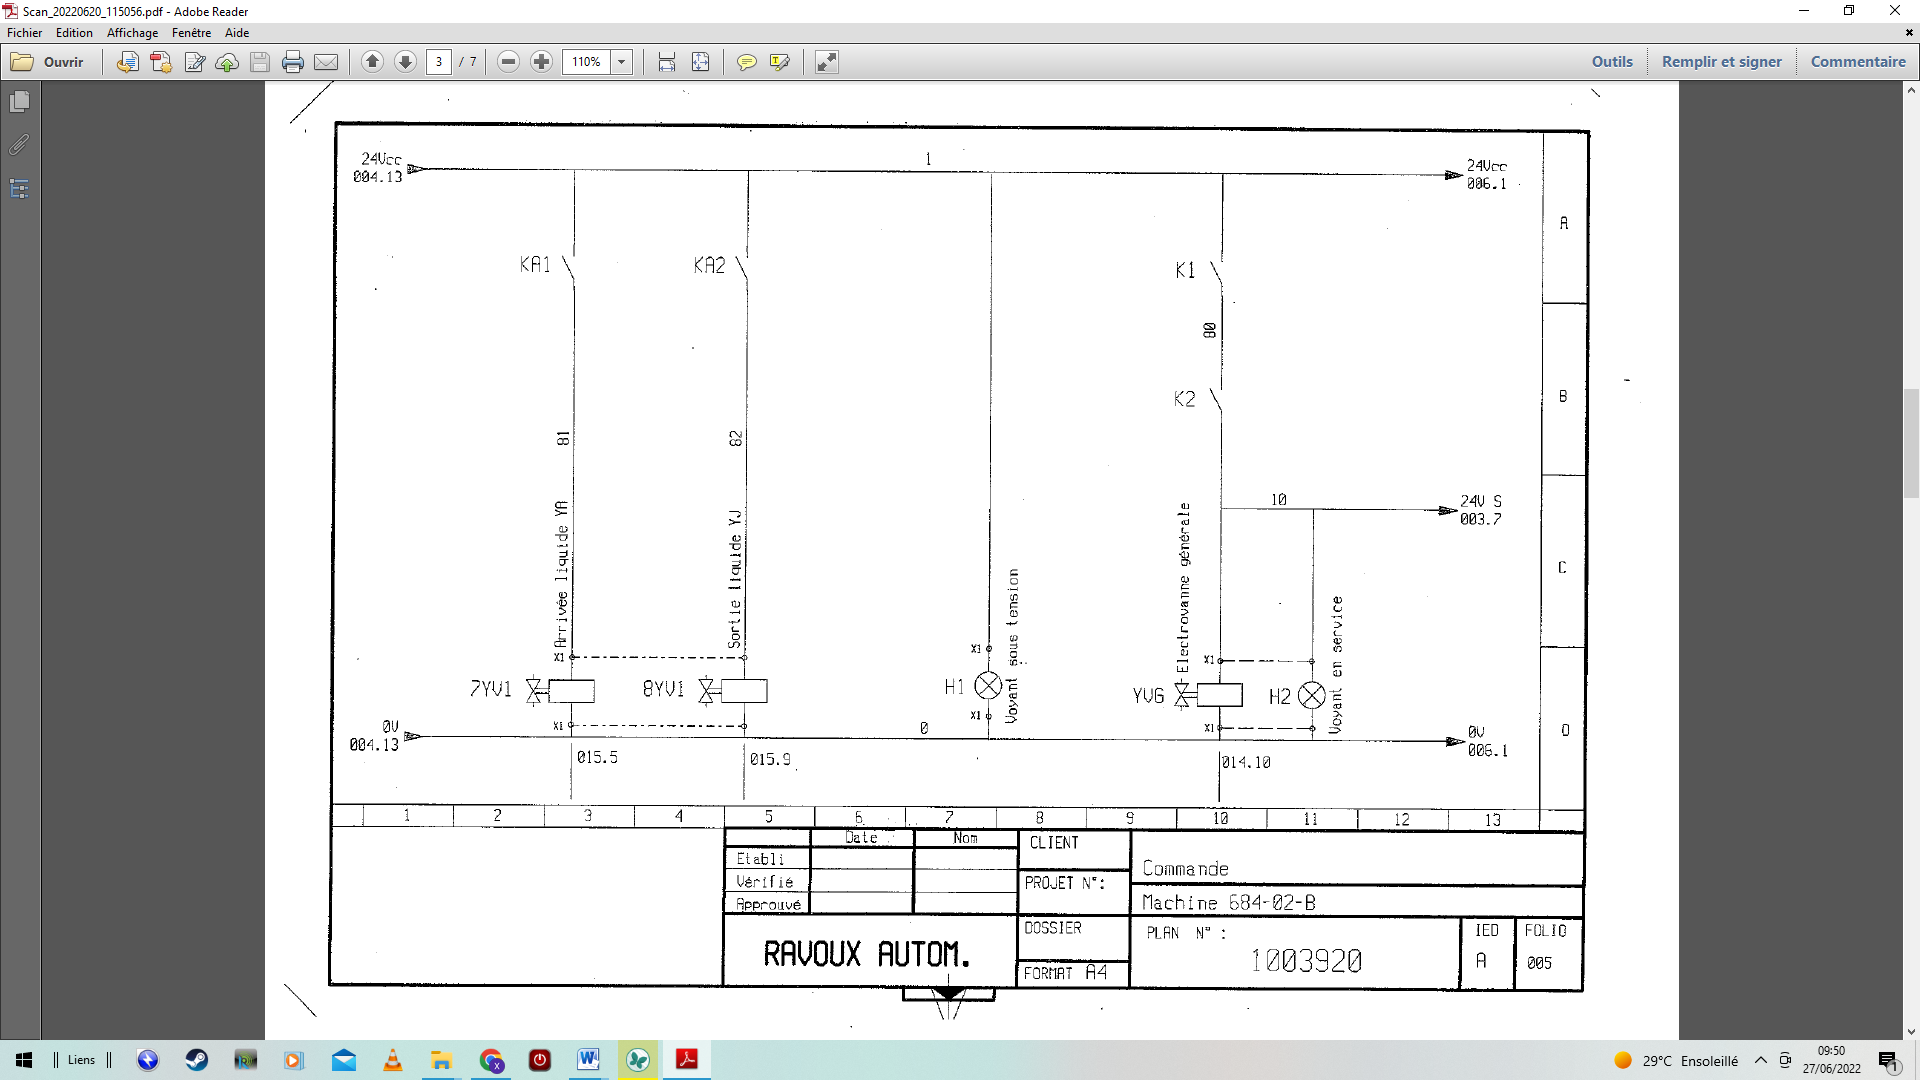 Scan_20220620_115056.pdf - Adobe Reader
Fichier Edition Affichage Fenêtre Aide
Ouvrir 3 / 7 110% Outils Remplir et signer Commentaire
24Vcc
004.13
1
24Vcc
006.1
A
KA1
KA2
K1
80
K2
B
81
82
10
24V S
003.7
C
Arrivée liquide YA
Sortie liquide YJ
Voyant sous tension
Electrovanne générale
Voyant en service
X1
X1
X1
7YV1
8YV1
H1
YVG
H2
X1
X1
X1
0V
004.13
0
0V
006.1
D
015.5
015.9
014.10
1 2 3 4 5 6 7 8 9 10 11 12 13
Date Nom
Etabli
Vérifié
Approuvé
CLIENT
PROJET N°:
DOSSIER
FORMAT A4
Commande
Machine 684-02-B
PLAN N° :
1003920
IED
A
FOLIO
005
RAVOUX AUTOM.
Liens
29°C Ensoleillé
09:50
27/06/2022
1